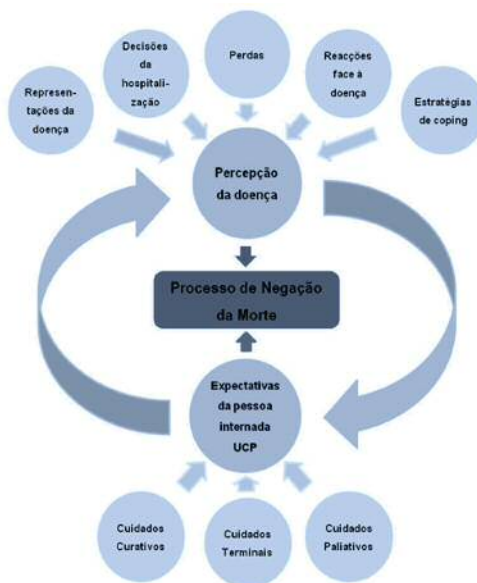 Decisões
da
hospitali-
zação
Perdas
Reacções
face à
doença
Represen-
tações da
doença
Estratégias
de coping
Percepção
da doença
Processo de Negação
da Morte
Expectativas
da pessoa
internada
UCP
Cuidados
Curativos
Cuidados
Terminais
Cuidados
Paliativos